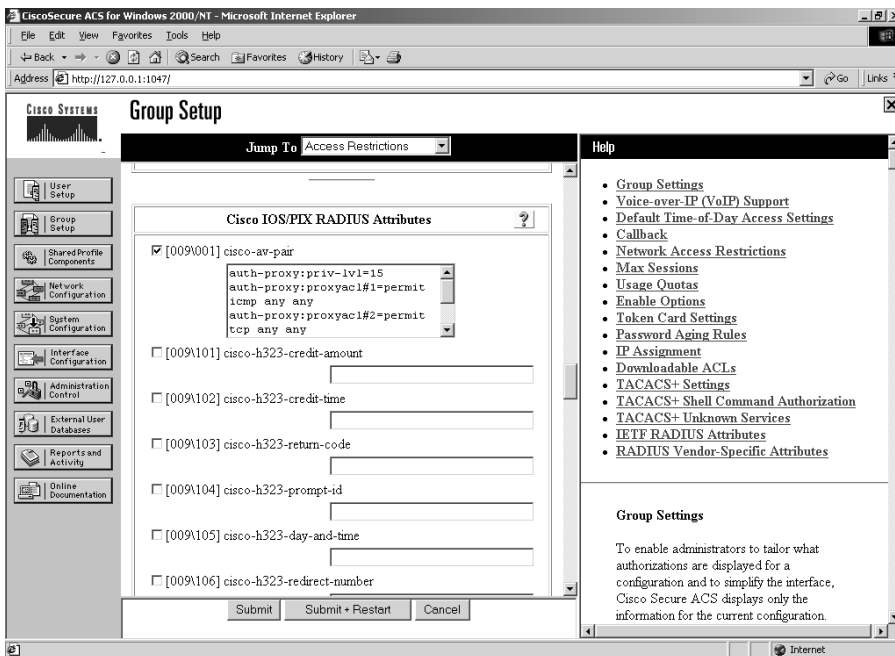 CiscoSecure ACS for Windows 2000/NT - Microsoft Internet Explorer
File Edit View Favorites Tools Help
Back Search Favorites History
Address http://127.0.0.1:1047/ Go Links
CISCO SYSTEMS
Group Setup
Jump To Access Restrictions
User Setup
Group Setup
Shared Profile Components
Network Configuration
System Configuration
Interface Configuration
Administration Control
External User Databases
Reports and Activity
Online Documentation
Cisco IOS/PIX RADIUS Attributes ?
[009\001] cisco-av-pair
auth-proxy:priv-lvl=15
auth-proxy:proxyacl#1=permit
icmp any any
auth-proxy:proxyacl#2=permit
tcp any any
[009\101] cisco-h323-credit-amount
[009\102] cisco-h323-credit-time
[009\103] cisco-h323-return-code
[009\104] cisco-h323-prompt-id
[009\105] cisco-h323-day-and-time
[009\106] cisco-h323-redirect-number
Submit Submit + Restart Cancel
Help
Group Settings
Voice-over-IP (VoIP) Support
Default Time-of-Day Access Settings
Callback
Network Access Restrictions
Max Sessions
Usage Quotas
Enable Options
Token Card Settings
Password Aging Rules
IP Assignment
Downloadable ACLs
TACACS+ Settings
TACACS+ Shell Command Authorization
TACACS+ Unknown Services
IETF RADIUS Attributes
RADIUS Vendor-Specific Attributes
Group Settings
To enable administrators to tailor what
authorizations are displayed for a
configuration and to simplify the interface,
Cisco Secure ACS displays only the
information for the current configuration.
Internet